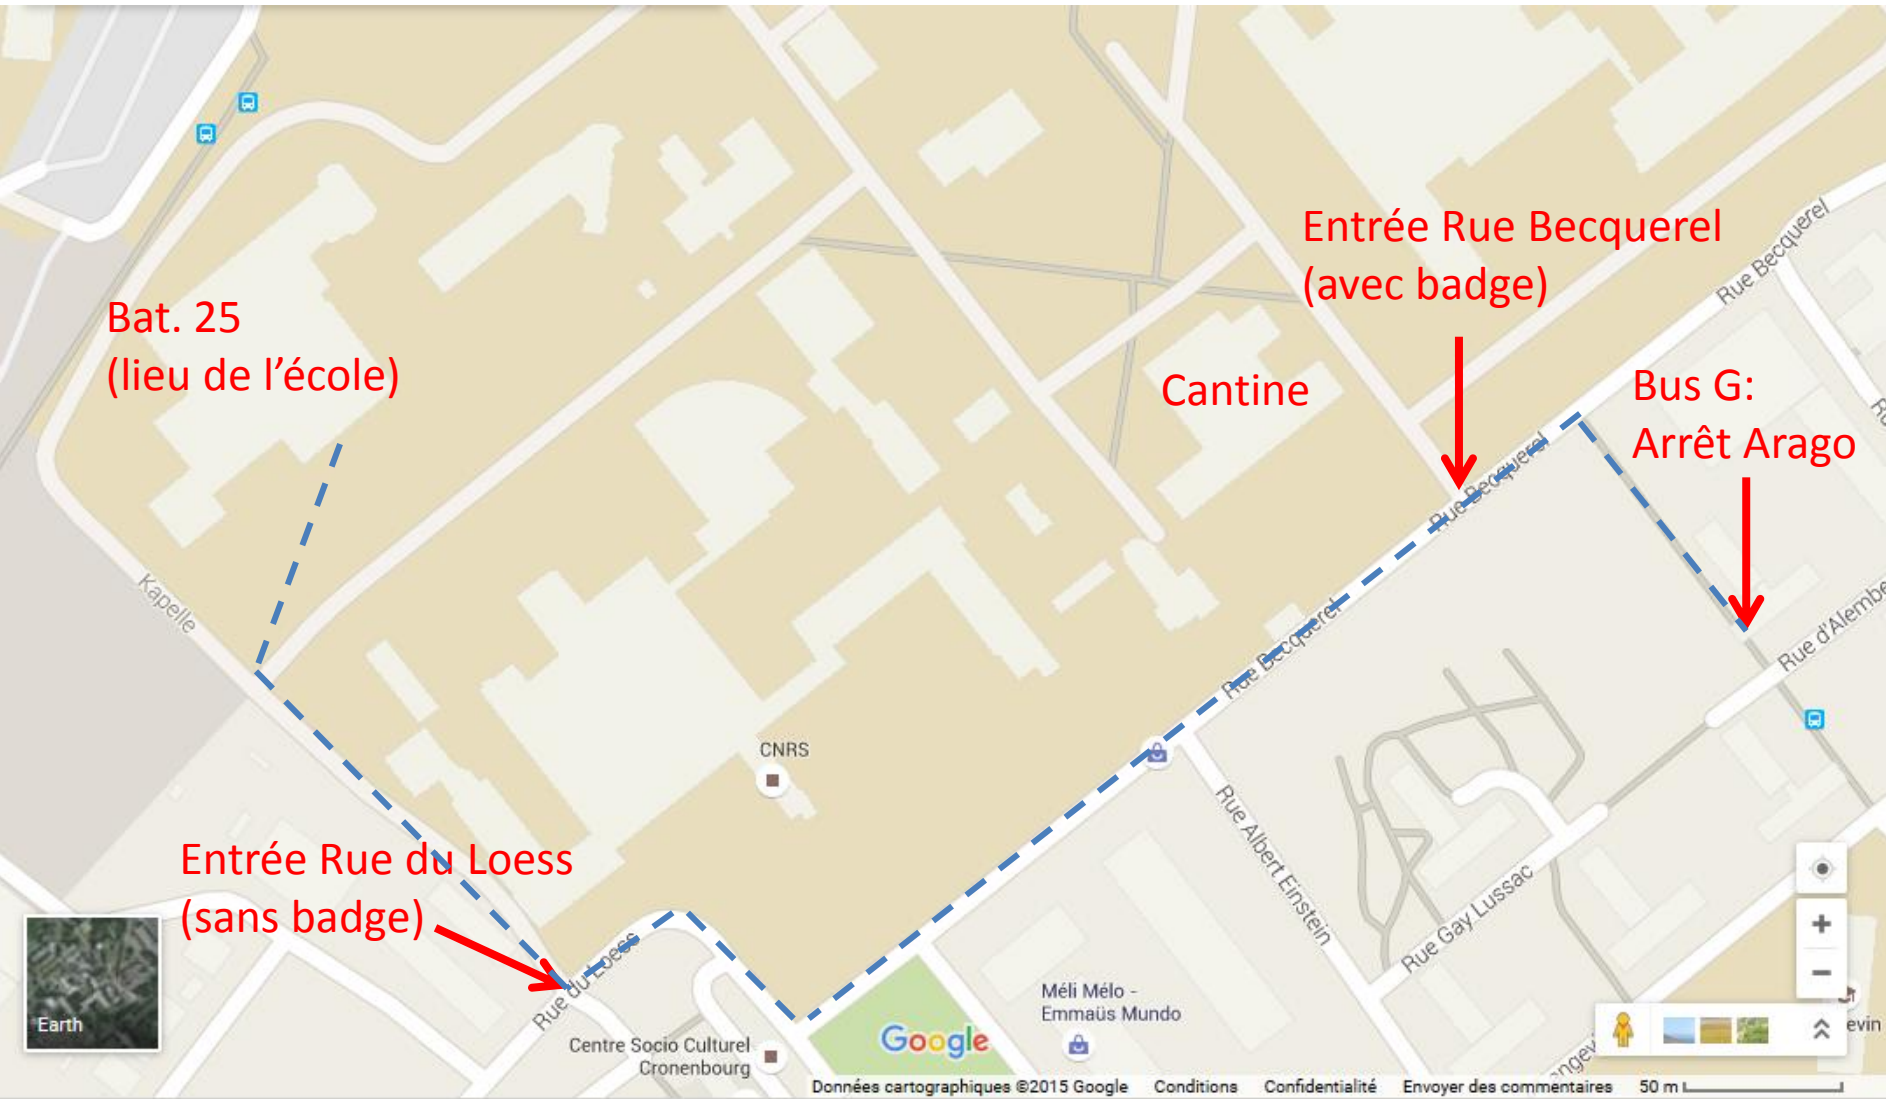 Entrée Rue Becquerel
(avec badge)
Rue Becquerel
Bat. 25
(lieu de l'école)
Cantine
Bus G:
Arrêt Arago
Rue Becquerel
Kapelle
Rue Becquerel
Rue d'Alembe
CNRS
Rue Albert Einstein
Entrée Rue du Loess
(sans badge)
Rue du Loess
Rue Gay Lussac
Earth
Méli Mélo -
Emmaüs Mundo
Google
Centre Socio Culturel
Cronenbourg
evin
ngev
Données cartographiques ©2015 Google Conditions Confidentialité Envoyer des commentaires 50 m